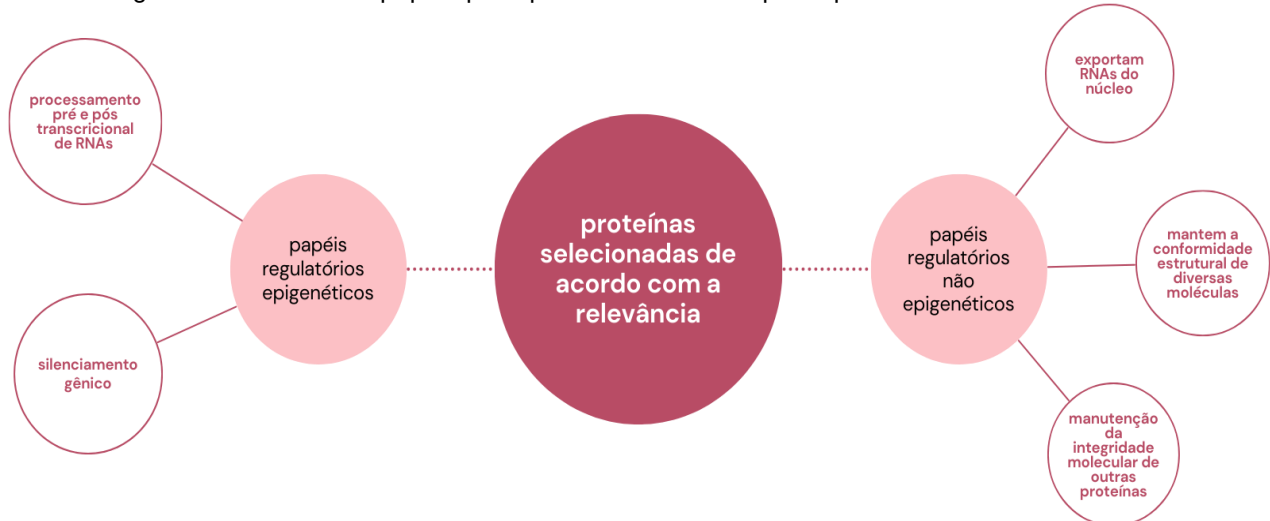 processamento
pré e pós
transcricional
de RNAs
silenciamento
gênico
papéis
regulatórios
epigenéticos
proteínas
selecionadas de
acordo com a
relevância
papéis
regulatórios
não
epigenéticos
exportam
RNAs do
núcleo
mantem a
conformidade
estrutural de
diversas
moléculas
manutenção
da
integridade
molecular de
outras
proteínas